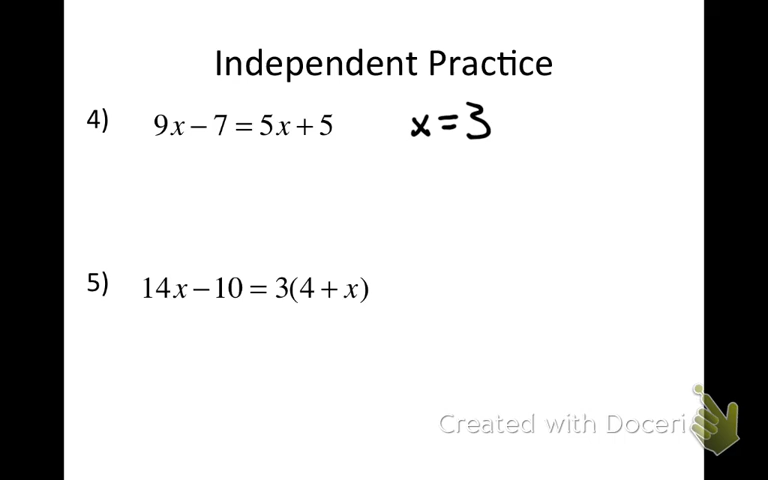 Independent Practice
4) 9x − 7 = 5x + 5 x = 3
5) 14x − 10 = 3(4 + x)
Created with Doceri